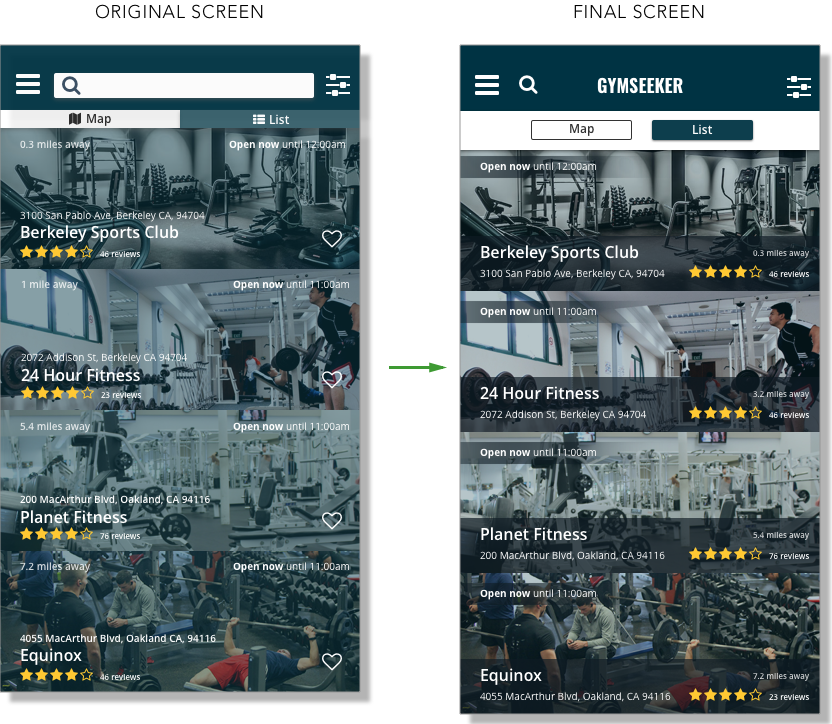 ORIGINAL SCREEN
Map
List
0.3 miles away
Open now until 12:00am
3100 San Pablo Ave, Berkeley CA, 94704
Berkeley Sports Club
46 reviews
1 mile away
Open now until 11:00am
2072 Addison St, Berkeley CA 94704
24 Hour Fitness
23 reviews
5.4 miles away
Open now until 11:00am
200 MacArthur Blvd, Oakland, CA 94116
Planet Fitness
76 reviews
7.2 miles away
Open now until 11:00am
4055 MacArthur Blvd, Oakland CA, 94116
Equinox
46 reviews
FINAL SCREEN
GYMSEEKER
Map
List
Open now until 12:00am
Berkeley Sports Club
0.3 miles away
3100 San Pablo Ave, Berkeley CA, 94704
46 reviews
Open now until 11:00am
24 Hour Fitness
3.2 miles away
2072 Addison St, Berkeley CA, 94704
46 reviews
Open now until 11:00am
Planet Fitness
5.4 miles away
200 MacArthur Blvd, Oakland, CA 94116
76 reviews
Open now until 11:00am
Equinox
7.2 miles away
4055 MacArthur Blvd, Oakland CA, 94116
23 reviews